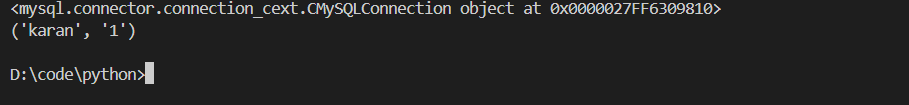 <mysql.connector.connection_cext.CMySQLConnection object at 0x0000027FF6309810>
('karan', '1')
D:\code\python>